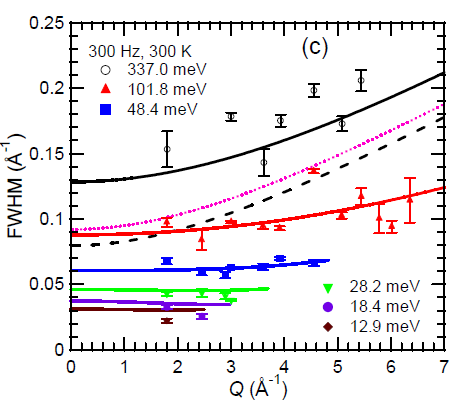 0.25
0.2
0.15
0.1
0.05
0
FWHM (Å⁻¹)
300 Hz, 300 K
337.0 meV
101.8 meV
48.4 meV
(c)
28.2 meV
18.4 meV
12.9 meV
0 1 2 3 4 5 6 7
Q (Å⁻¹)